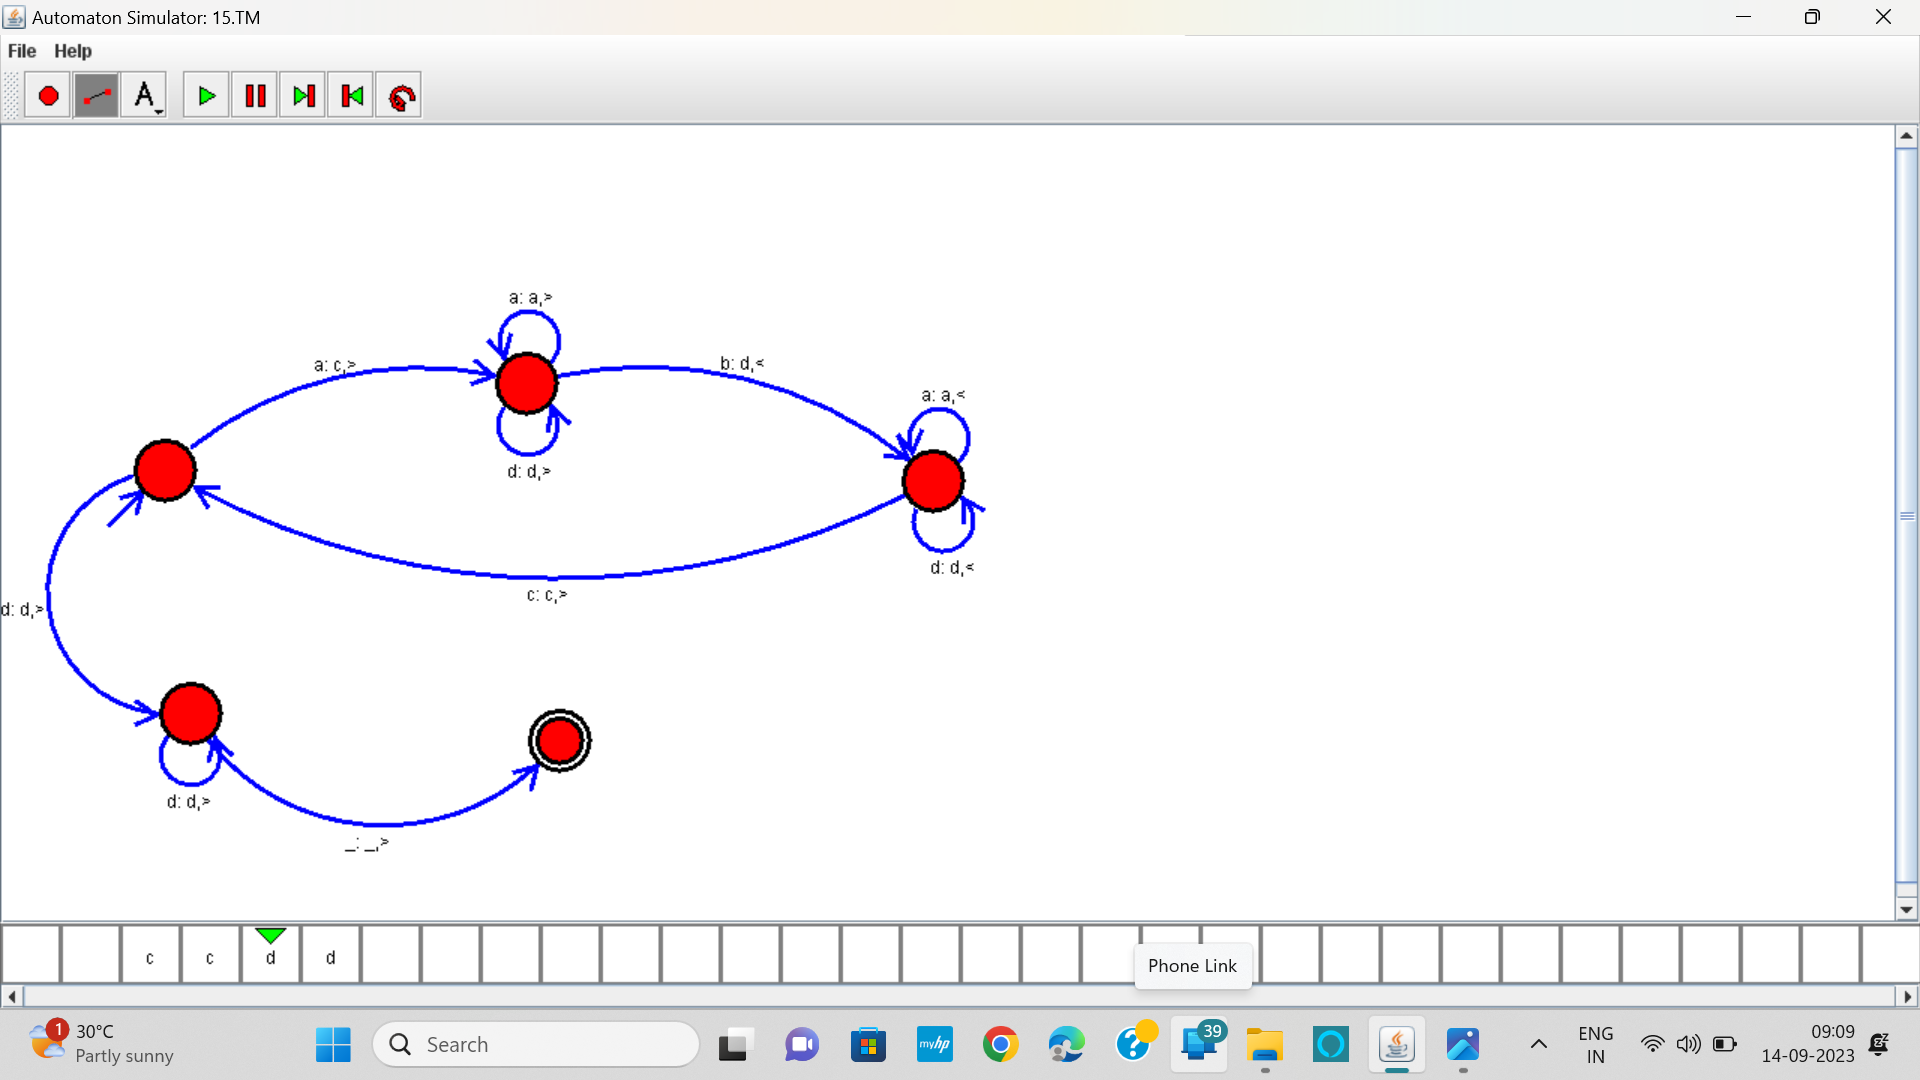 Automaton Simulator: 15.TM
File Help
A
a: a,>
a: c,>
b: d,<
a: a,<
d: d,>
d: d,<
c: c,>
d: d,>
d: d,>
_: _,>
c c d d
Phone Link
1
30°C
Partly sunny
Search
myhp
?
39
ENG
IN
09:09
14-09-2023